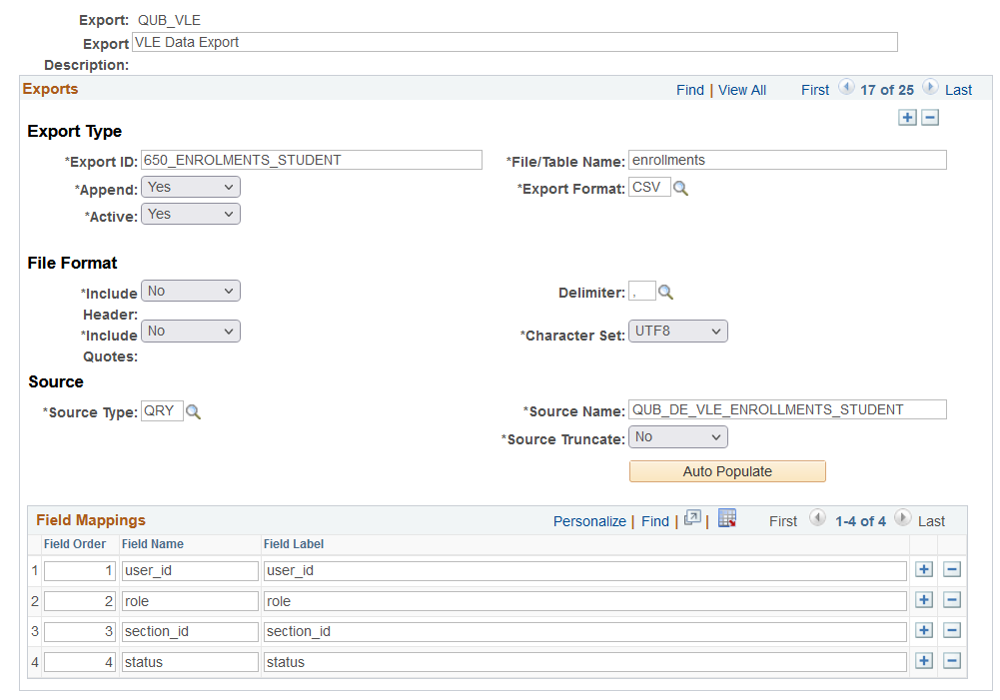 Export: QUB_VLE
Export Description: VLE Data Export
Exports Find | View All First 17 of 25 Last
Export Type
*Export ID: 650_ENROLMENTS_STUDENT *File/Table Name: enrollments
*Append: Yes *Export Format: CSV
*Active: Yes
File Format
*Include Header: No Delimiter: ,
*Include Quotes: No *Character Set: UTF8
Source
*Source Type: QRY *Source Name: QUB_DE_VLE_ENROLLMENTS_STUDENT
*Source Truncate: No
Auto Populate
Field Mappings Personalize | Find | | First 1-4 of 4 Last
Field Order Field Name Field Label
1 1 user_id user_id
2 2 role role
3 3 section_id section_id
4 4 status status